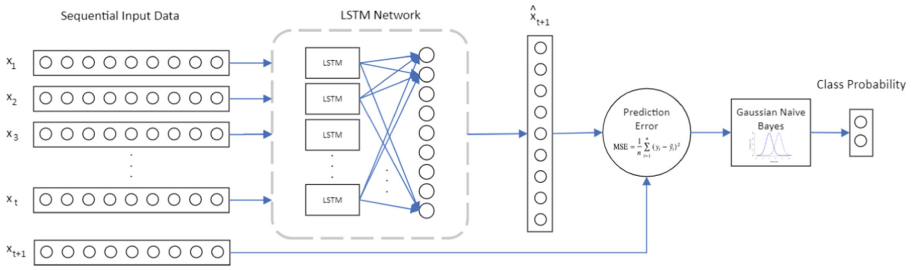 Sequential Input Data
LSTM Network
x̂t+1
Class Probability
x1
x2
x3
xt
xt+1
LSTM
LSTM
LSTM
LSTM
Prediction
Error
MSE = 1/n ∑ i=1 n (yi − ŷi)²
Gaussian Naive
Bayes